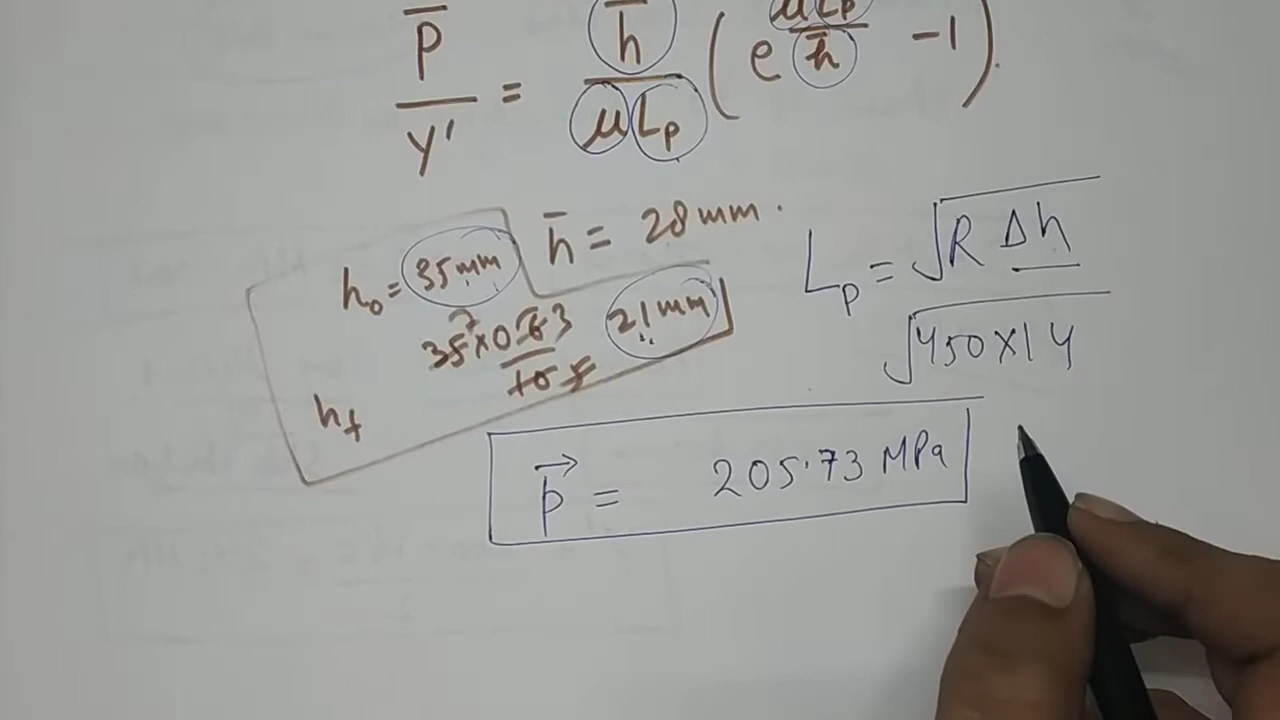 p̅/Y' = h̅/μLp (e^(μLp/h̅) -1).
h̅ = 28 mm.
h₀ = 35 mm
Lp = √(R Δh)
√(450×14
21 mm
hf
p⃗ = 205.73 MPa